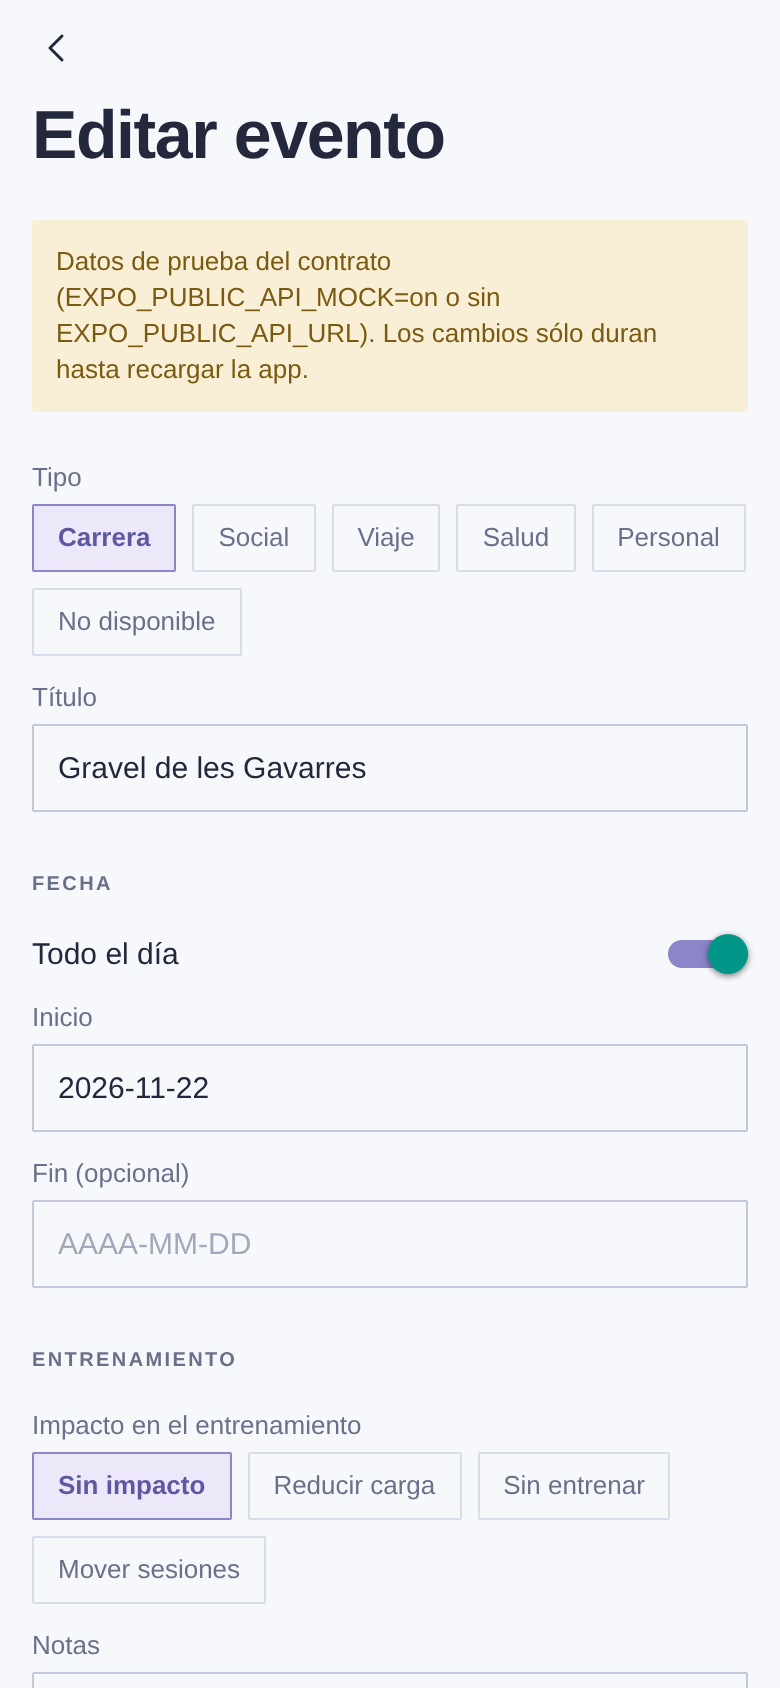 Editar evento
Datos de prueba del contrato
(EXPO_PUBLIC_API_MOCK=on o sin
EXPO_PUBLIC_API_URL). Los cambios sólo duran
hasta recargar la app.
Tipo
Carrera Social Viaje Salud Personal
No disponible
Título
Gravel de les Gavarres
FECHA
Todo el día
Inicio
2026-11-22
Fin (opcional)
AAAA-MM-DD
ENTRENAMIENTO
Impacto en el entrenamiento
Sin impacto Reducir carga Sin entrenar
Mover sesiones
Notas